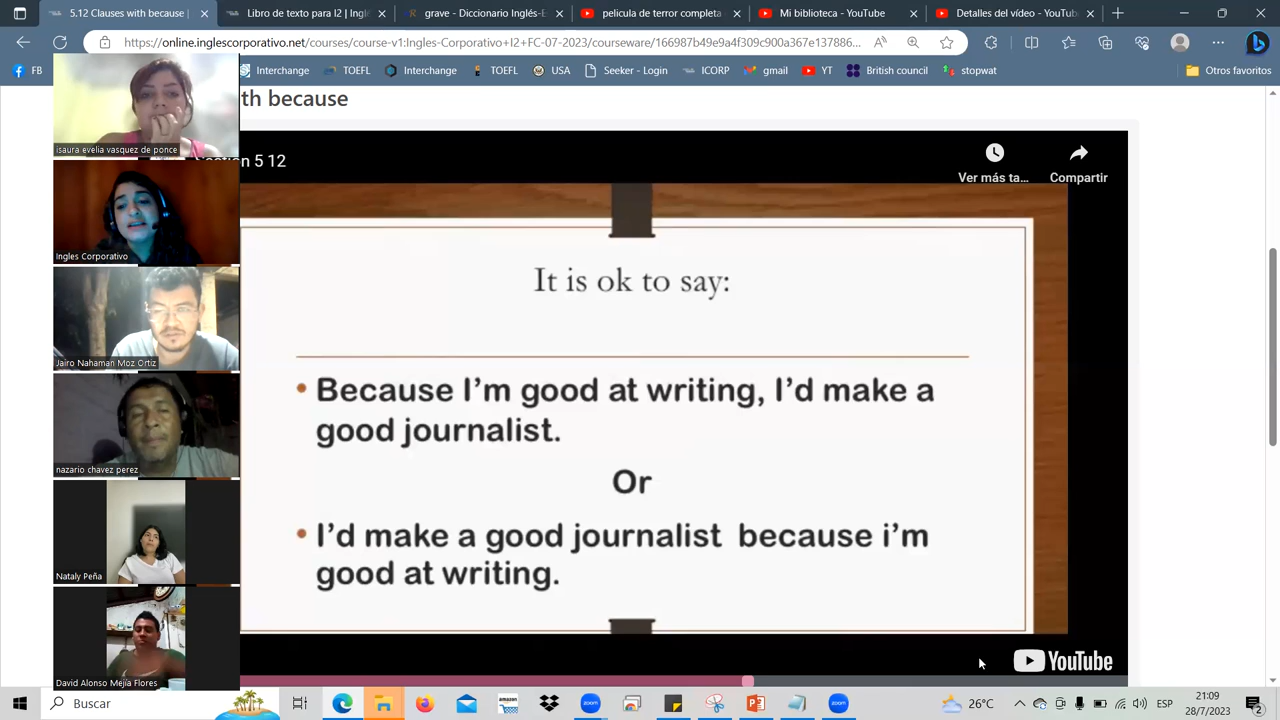 5.12
Libro de texto para I2 | Ingl
grave - Diccionario Inglés-E
pelicula de terror completa
Mi biblioteca - YouTube
Detalles del vídeo - YouTub
https://online.inglescorporativo.net/courses/course-v1:Ingles-Corporativo+I2+FC-07-2023/courseware/166987b49e9a4f309c900a367e137886...
FB
Interchange
TOEFL
Interchange
TOEFL
USA
Seeker - Login
ICORP
gmail
YT
British council
stopwat
Otros favoritos
th because
n 5 12
Ver más ta...
Compartir
isaura evelia vasquez de ponce
Ingles Corporativo
Jairo Nahaman Moz Ortiz
nazario chavez perez
Nataly Peña
David Alonso Mejía Flores
It is ok to say:
• Because I'm good at writing, I'd make a
good journalist.
Or
• I'd make a good journalist because i'm
good at writing.
YouTube
Buscar
amazon
26°C
ESP
21:09
28/7/2023
2